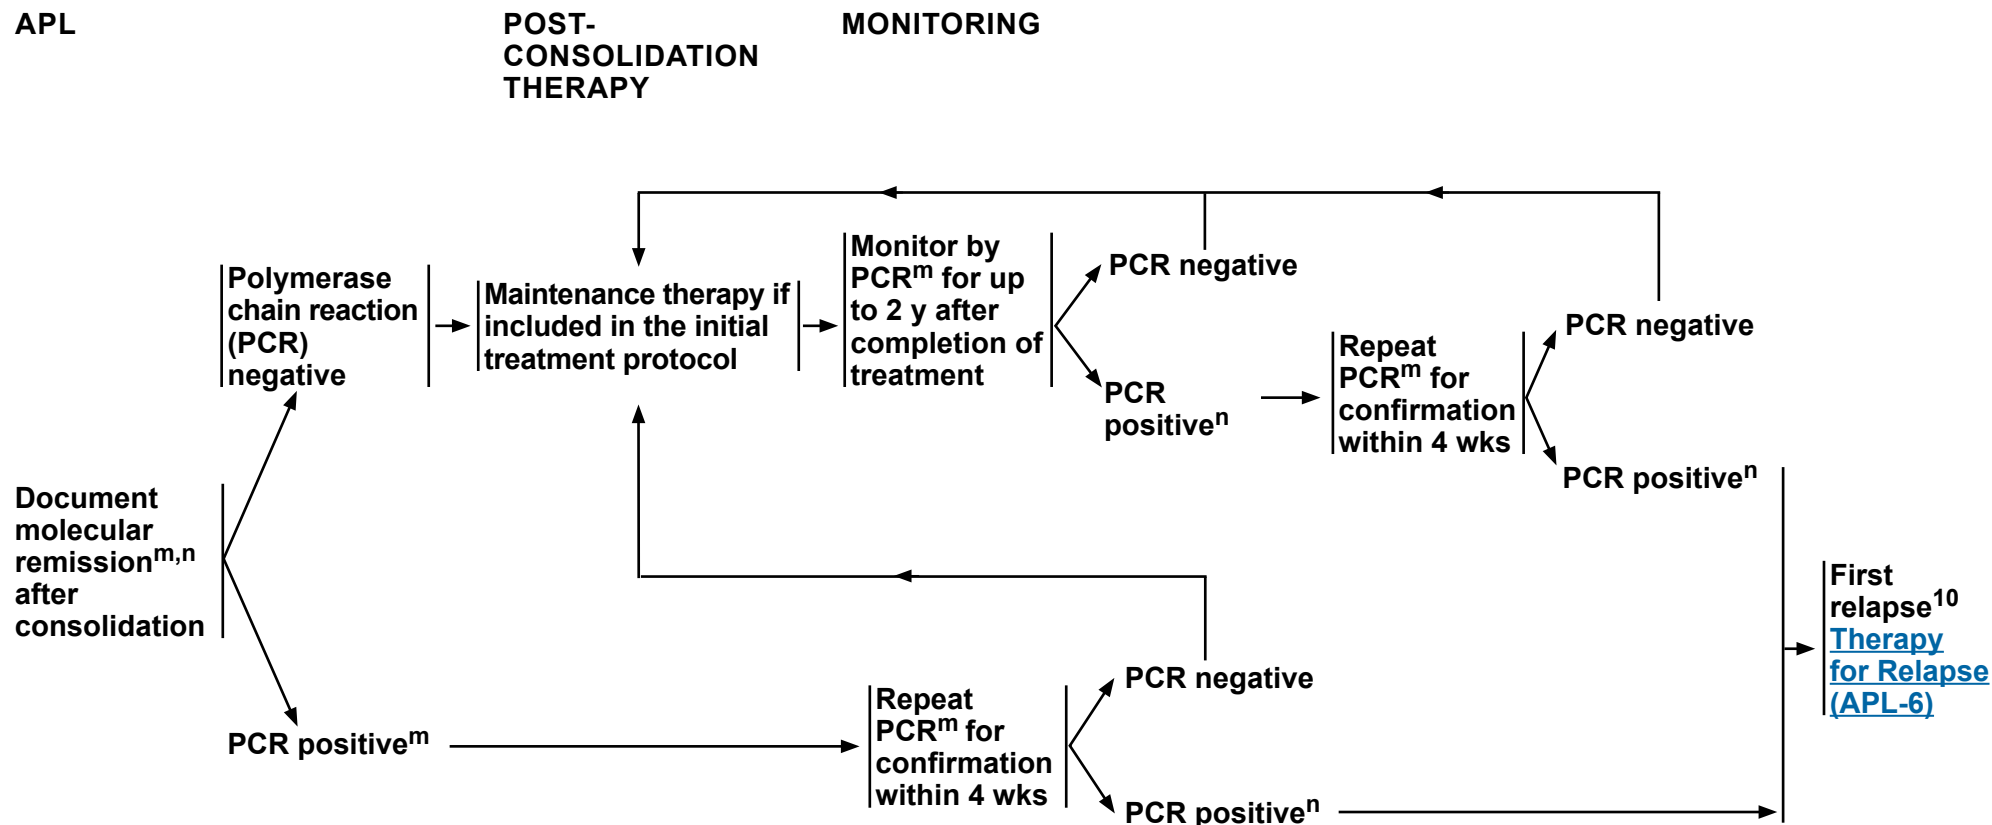 APL
POST-
CONSOLIDATION
THERAPY
MONITORING
Document
molecular
remissionm,n
after
consolidation
Polymerase
chain reaction
(PCR)
negative
Maintenance therapy if
included in the initial
treatment protocol
Monitor by
PCRm for up
to 2 y after
completion of
treatment
PCR negative
PCR
positiven
Repeat
PCRm for
confirmation
within 4 wks
PCR negative
PCR positiven
PCR positivem
Repeat
PCRm for
confirmation
within 4 wks
PCR negative
PCR positiven
First
relapse10
Therapy
for Relapse
(APL-6)